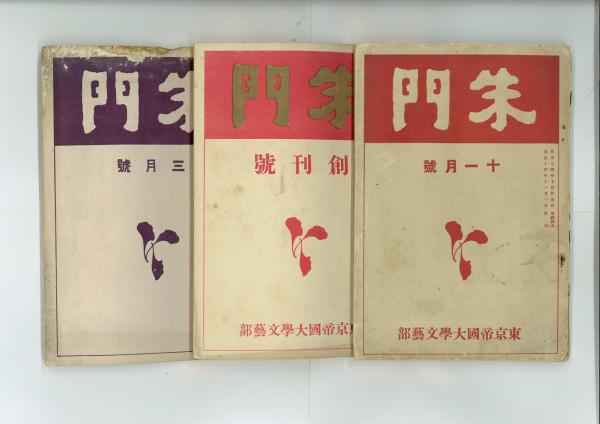 朱門
十一月號
東京帝國大學文藝部
朱門
創刊號
京帝國大學文藝部
朱門
三月號